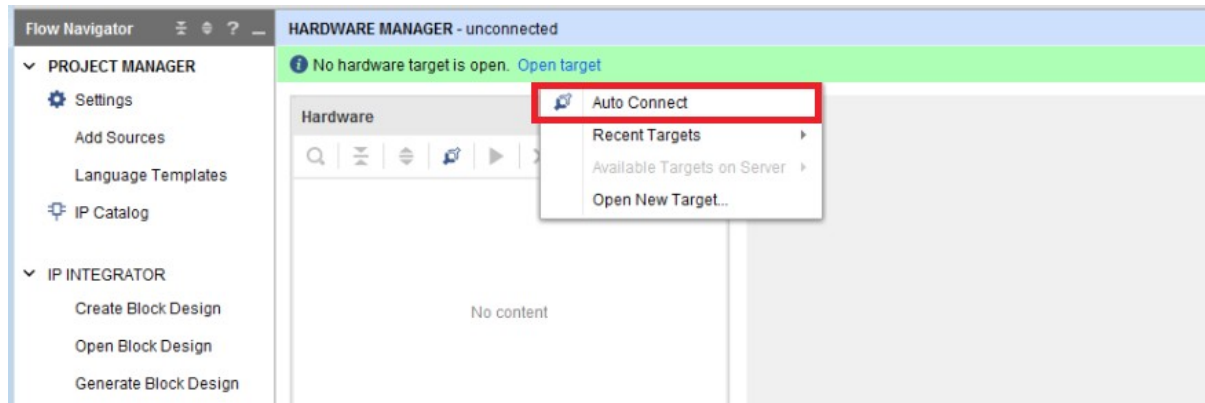 Flow Navigator ?
HARDWARE MANAGER - unconnected
PROJECT MANAGER
Settings
Add Sources
Language Templates
IP Catalog
IP INTEGRATOR
Create Block Design
Open Block Design
Generate Block Design
No hardware target is open. Open target
Hardware
No content
Auto Connect
Recent Targets
Available Targets on Server
Open New Target...